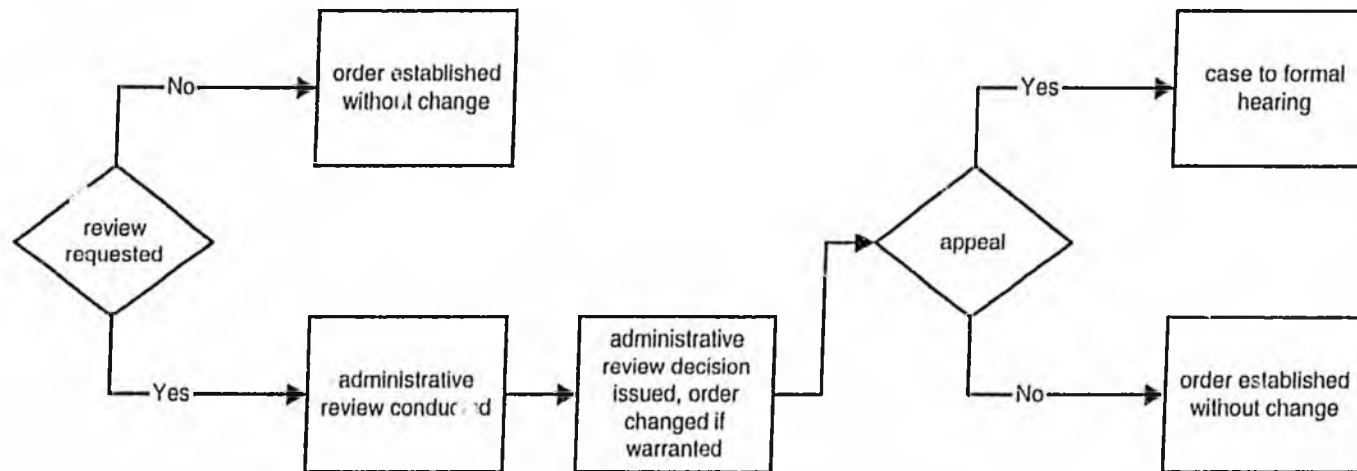 No
order established
without change
review
requested
Yes
administrative
review conducted
administrative
review decision
issued, order
changed if
warranted
appeal
Yes
case to formal
hearing
No
order established
without change